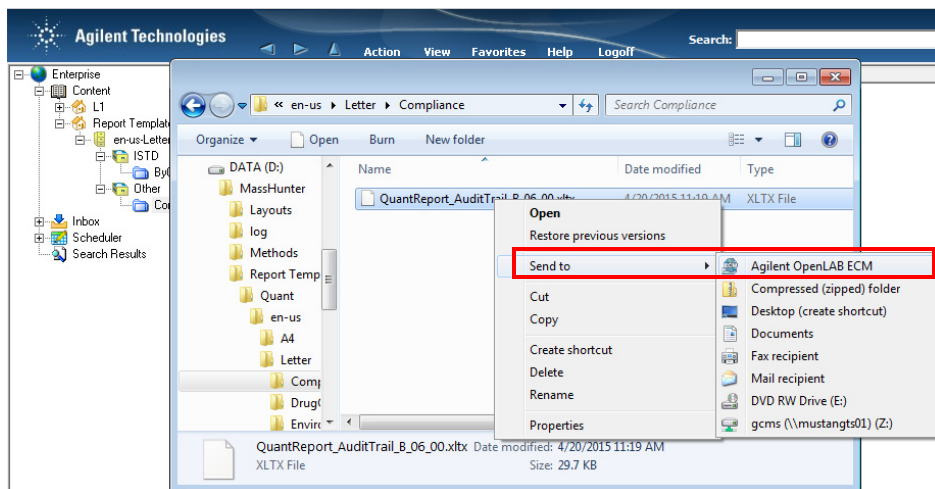 Agilent Technologies
Action View Favorites Help Logoff
Search:
Enterprise
Content
L1
Report Templat
en-us-Letter
ISTD
By
Other
Co
Inbox
Scheduler
Search Results
« en-us Letter Compliance
Search Compliance
Organize Open Burn New folder
DATA (D:)
MassHunter
Layouts
log
Methods
Report Temp
Quant
en-us
A4
Letter
Comp
Drug
Enviro
Name Date modified Type
QuantReport_AuditTrail_B_06_00.xltx 4/20/2015 11:19 AM XLTX File
Open
Restore previous versions
Send to
Cut
Copy
Create shortcut
Delete
Rename
Properties
Agilent OpenLAB ECM
Compressed (zipped) folder
Desktop (create shortcut)
Documents
Fax recipient
Mail recipient
DVD RW Drive (E:)
gcms (\\mustangts01) (Z:)
QuantReport_AuditTrail_B_06_00.xltx Date modified: 4/20/2015 11:19 AM
XLTX File Size: 29.7 KB